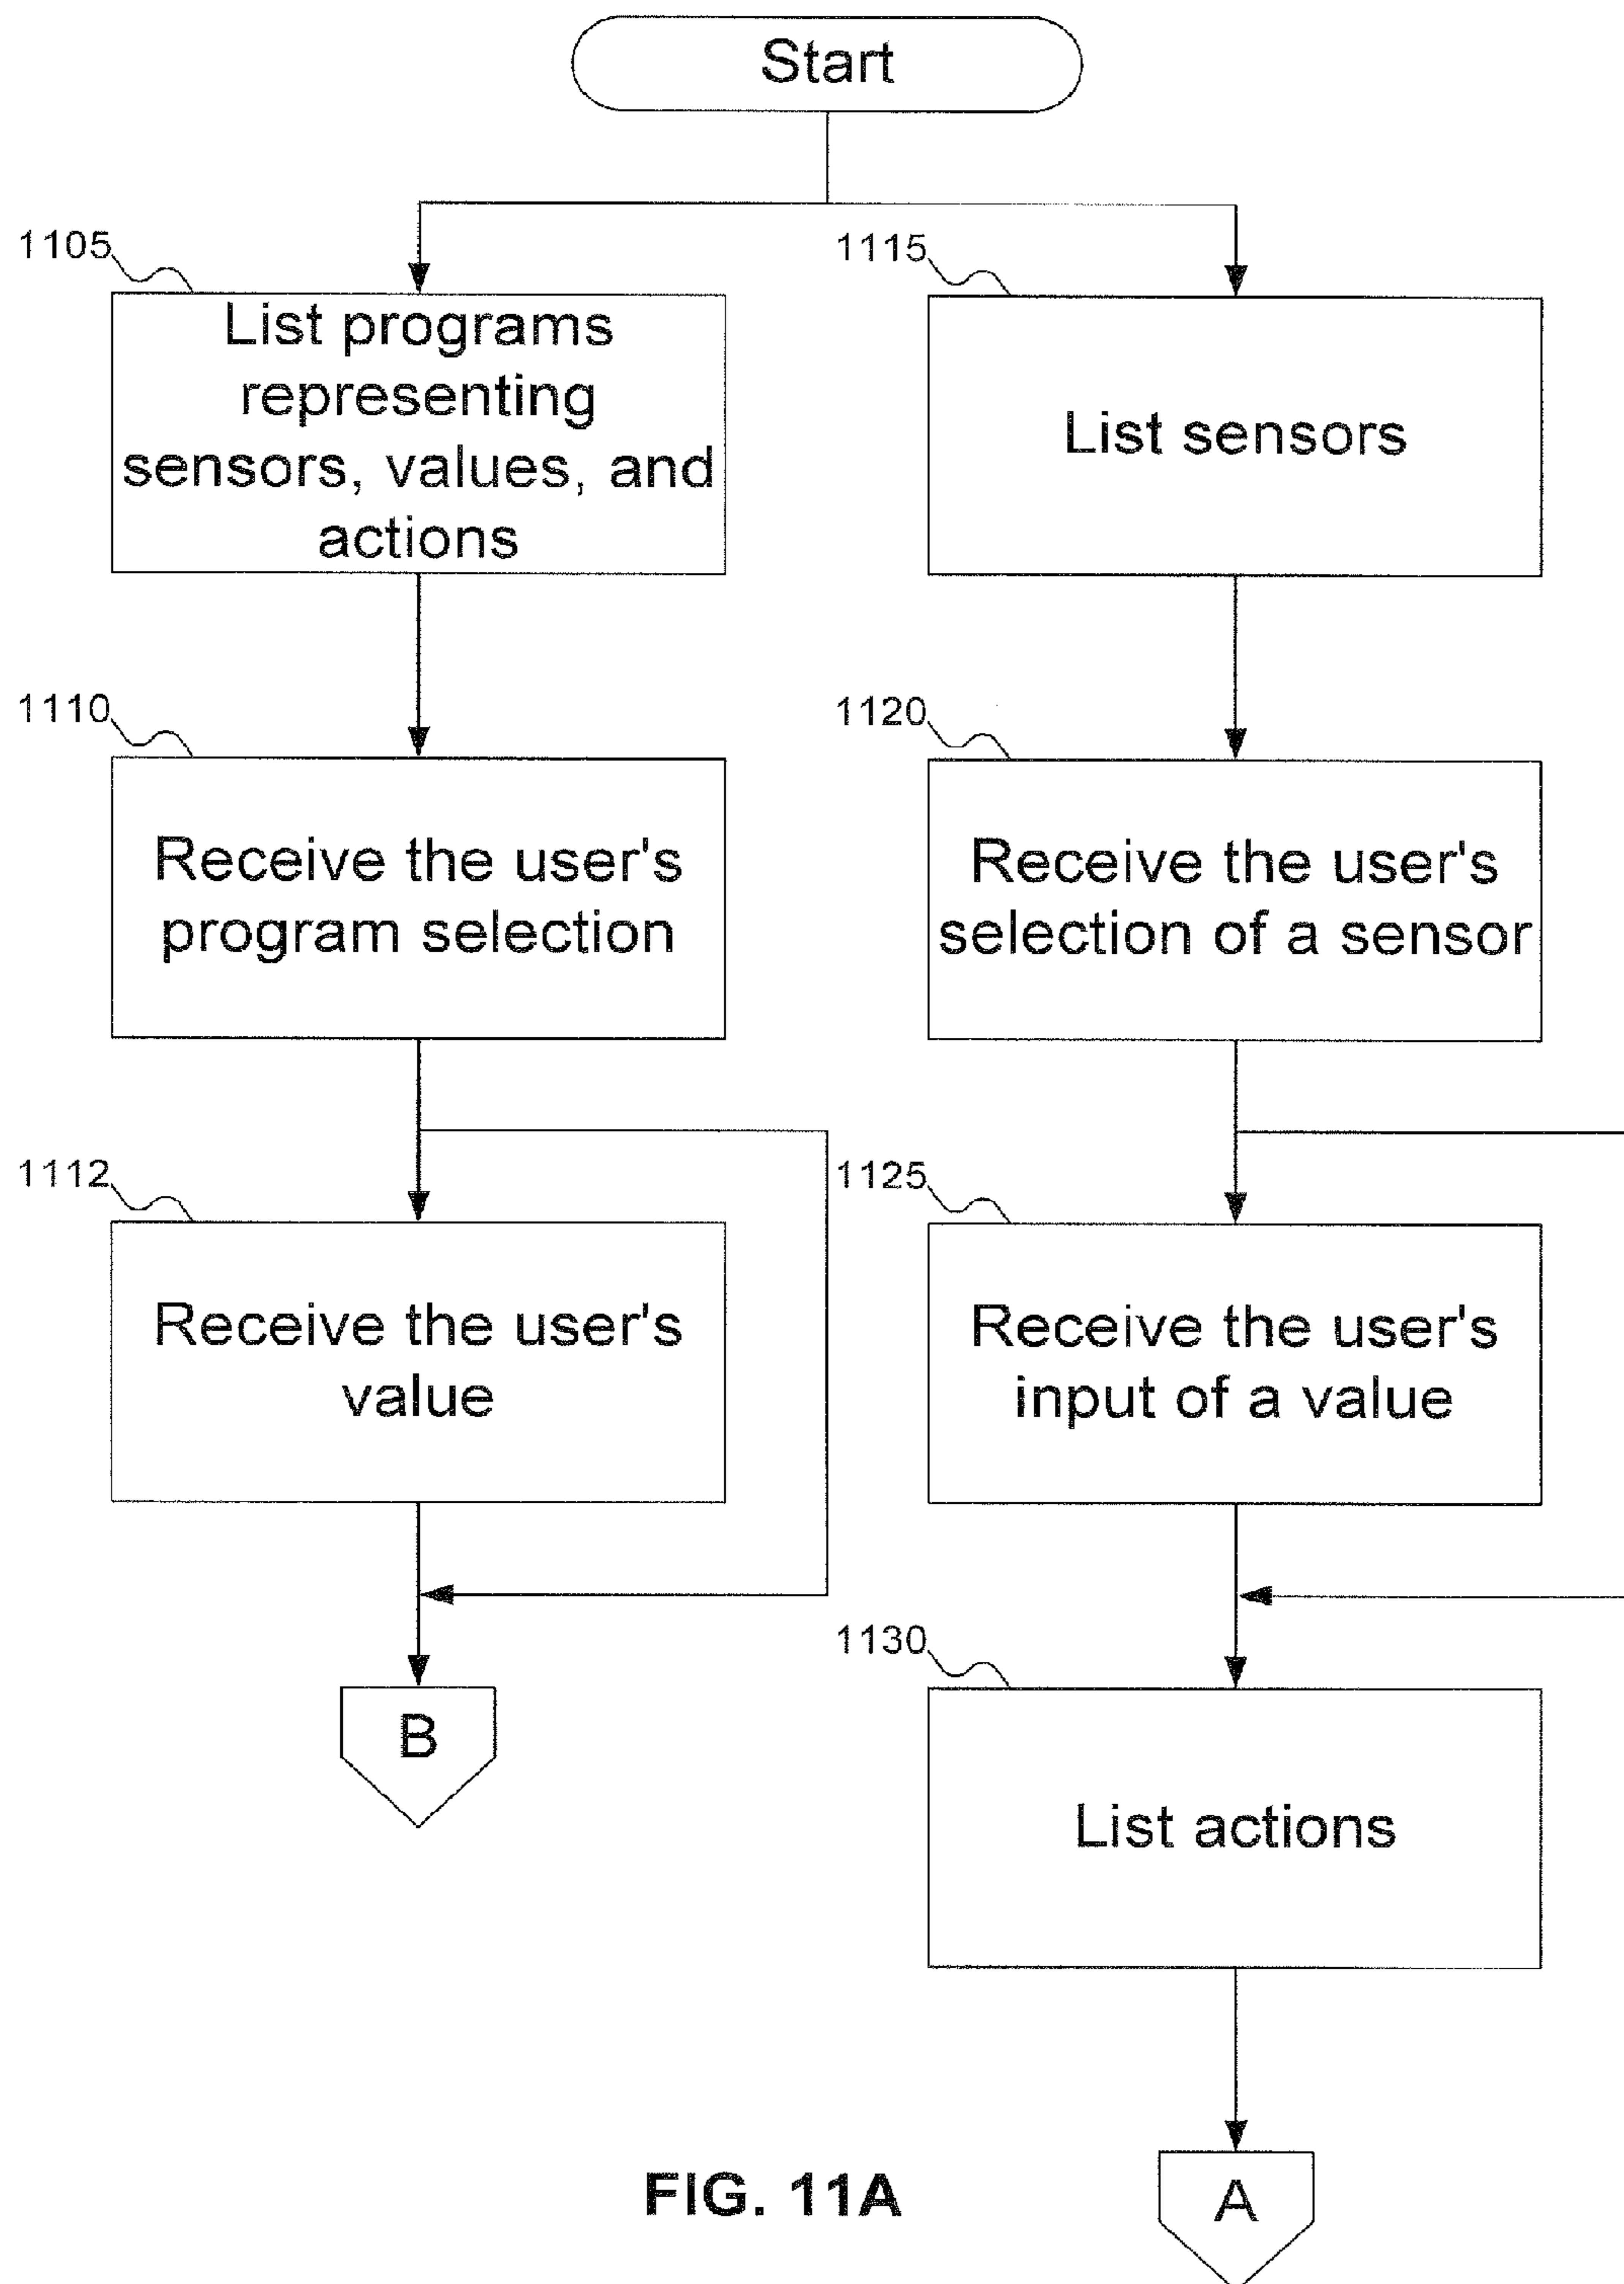 Start
1105
List programs
representing
sensors, values, and
actions
1115
List sensors
1110
Receive the user's
program selection
1120
Receive the user's
selection of a sensor
1112
Receive the user's
value
1125
Receive the user's
input of a value
B
1130
List actions
A
FIG. 11A